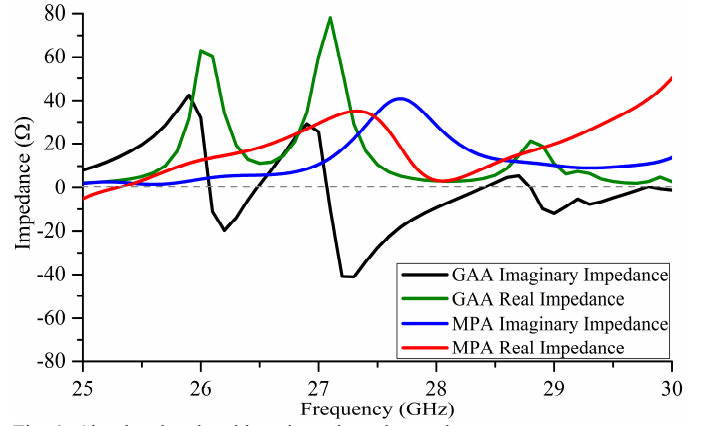 80
60
40
20
0
-20
-40
-60
-80
Impedance (Ω)
GAA Imaginary Impedance
GAA Real Impedance
MPA Imaginary Impedance
MPA Real Impedance
25 26 27 28 29 30
Frequency (GHz)